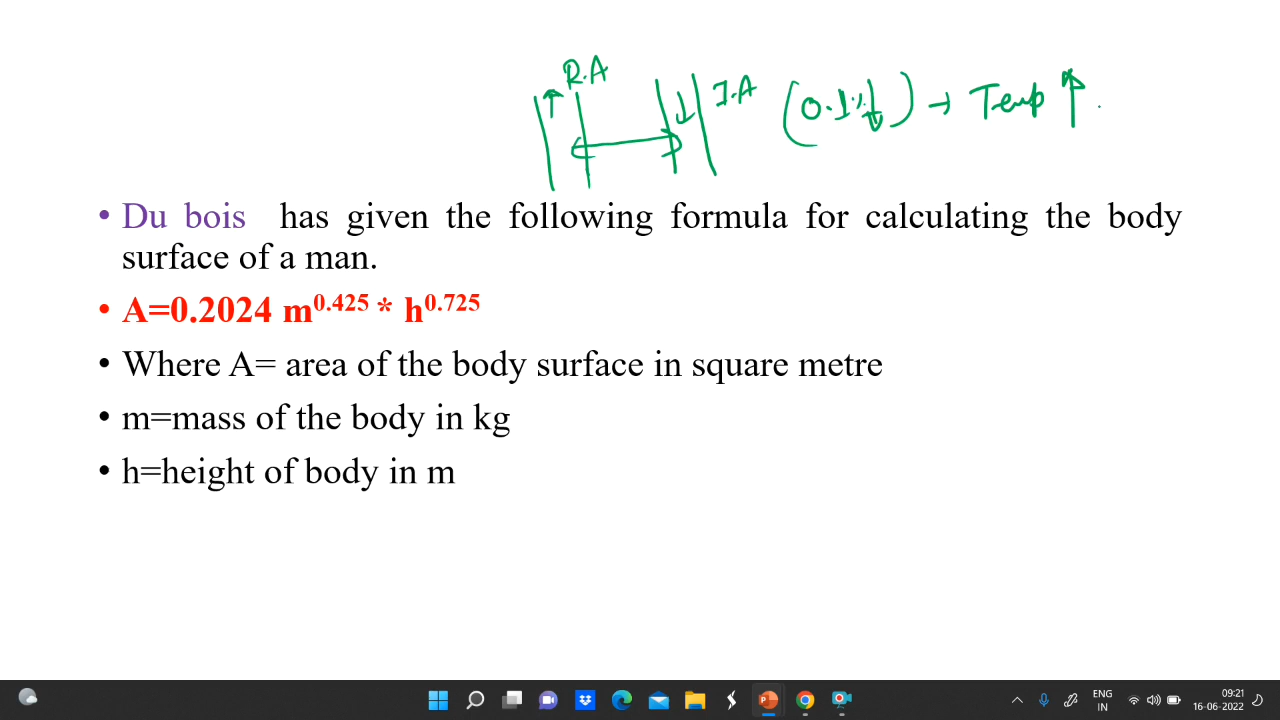 R.A
I.A (0.1%↓) → Temp ↑.
• Du bois has given the following formula for calculating the body
surface of a man.
• A=0.2024 m^0.425 * h^0.725
• Where A= area of the body surface in square metre
• m=mass of the body in kg
• h=height of body in m
ENG
IN
09:21
16-06-2022